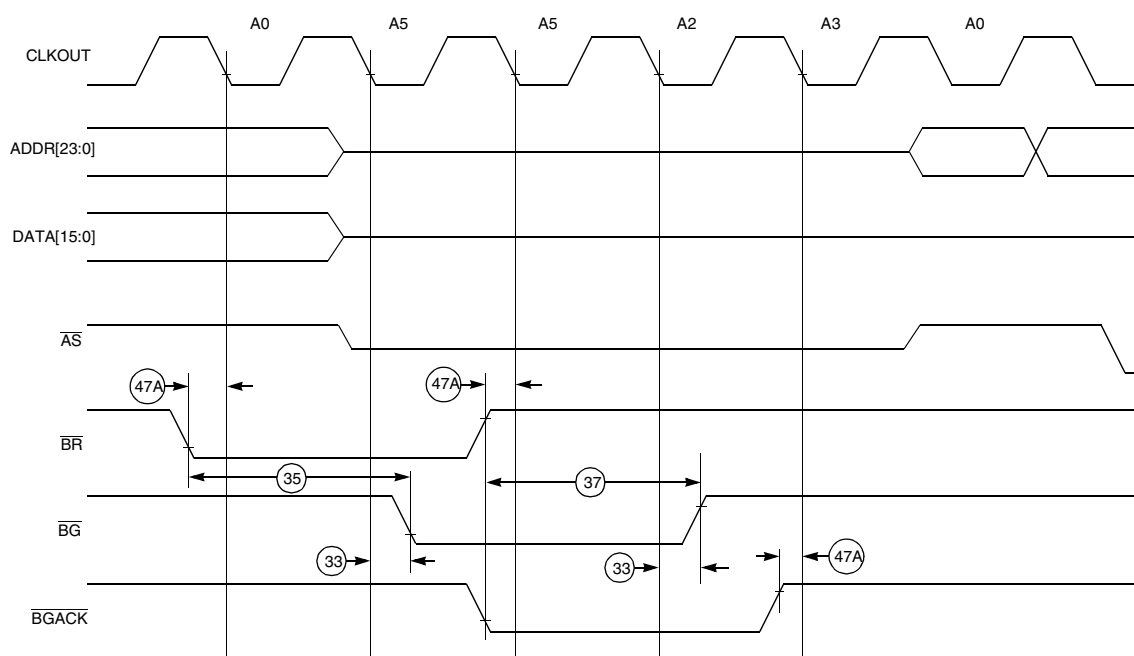 A0 A5 A5 A2 A3 A0
CLKOUT
ADDR[23:0]
DATA[15:0]
AS
47A 47A
BR
35 37
BG
33 33 47A
BGACK